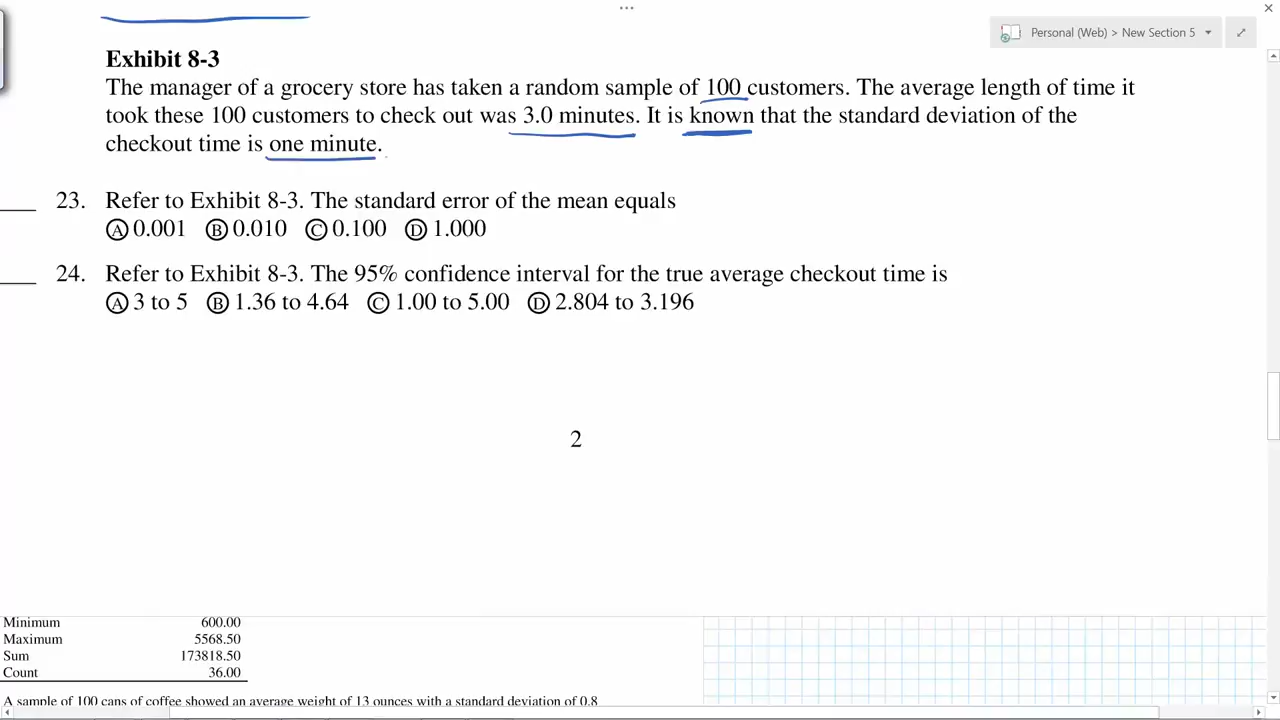 Personal (Web) > New Section 5
Exhibit 8-3
The manager of a grocery store has taken a random sample of 100 customers. The average length of time it
took these 100 customers to check out was 3.0 minutes. It is known that the standard deviation of the
checkout time is one minute.
23. Refer to Exhibit 8-3. The standard error of the mean equals
A 0.001 B 0.010 C 0.100 D 1.000
24. Refer to Exhibit 8-3. The 95% confidence interval for the true average checkout time is
A 3 to 5 B 1.36 to 4.64 C 1.00 to 5.00 D 2.804 to 3.196
2
Minimum 600.00
Maximum 5568.50
Sum 173818.50
Count 36.00
A sample of 100 cans of coffee showed an average weight of 13 ounces with a standard deviation of 0.8